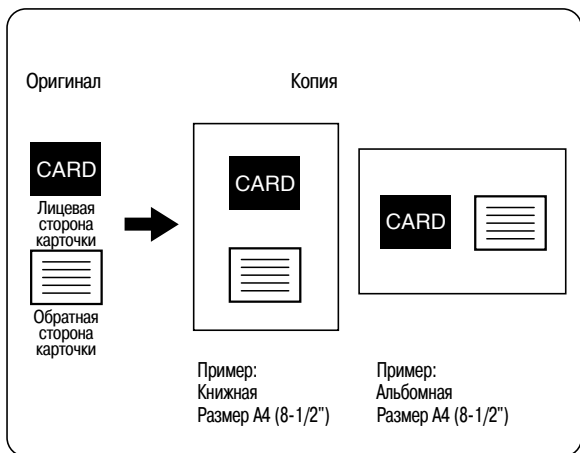 Оригинал
Копия
CARD
Лицевая
сторона
карточки
Обратная
сторона
карточки
CARD
Пример:
Книжная
Размер A4 (8-1/2")
CARD
Пример:
Альбомная
Размер A4 (8-1/2")